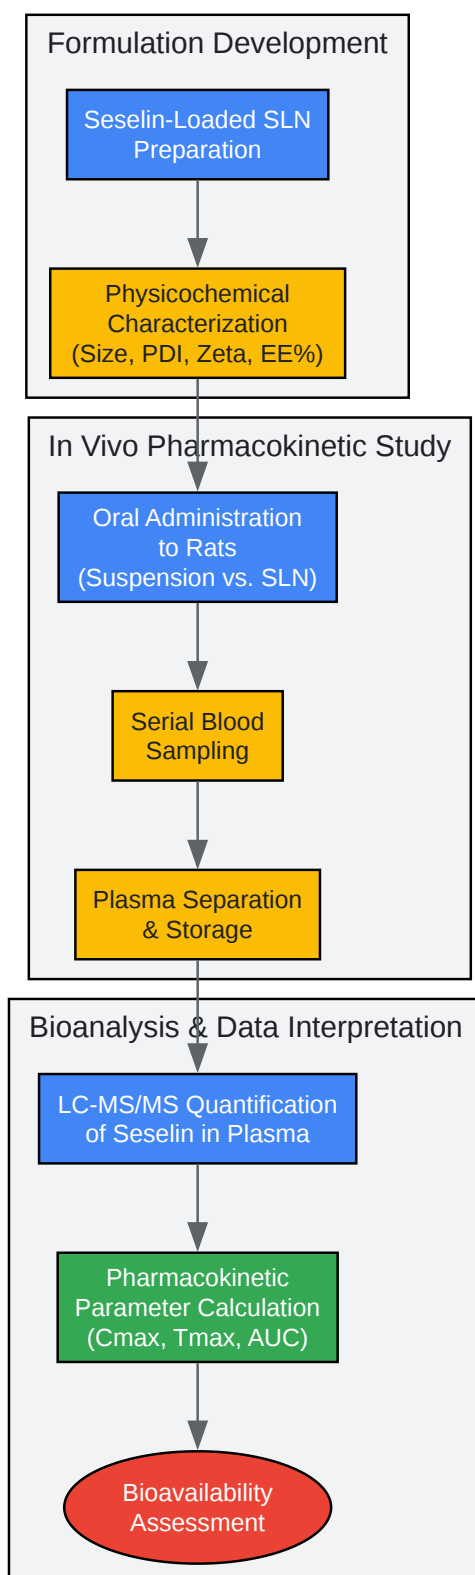 Formulation Development
Seselin-Loaded SLN
Preparation
Physicochemical
Characterization
(Size, PDI, Zeta, EE%)
In Vivo Pharmacokinetic Study
Oral Administration
to Rats
(Suspension vs. SLN)
Serial Blood
Sampling
Plasma Separation
& Storage
Bioanalysis & Data Interpretation
LC-MS/MS Quantification
of Seselin in Plasma
Pharmacokinetic
Parameter Calculation
(Cmax, Tmax, AUC)
Bioavailability
Assessment